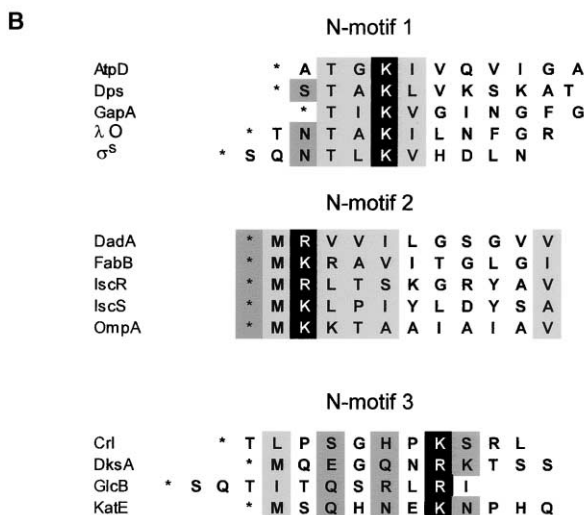 B
N-motif 1
AtpD * A T G K I V Q V I G A
Dps * S T A K L V K S K A T
GapA * T I K V G I N G F G
λ O * T N T A K I L N F G R
σˢ * S Q N T L K V H D L N
N-motif 2
DadA * M R V V I L G S G V V
FabB * M K R A V I T G L G I
IscR * M R L T S K G R Y A V
IscS * M K L P I Y L D Y S A
OmpA * M K K T A I A I A V
N-motif 3
Crl * T L P S G H P K S R L
DksA * M Q E G Q N R K T S S
GlcB * S Q T I T Q S R L R I
KatE * M S Q H N E K N P H Q